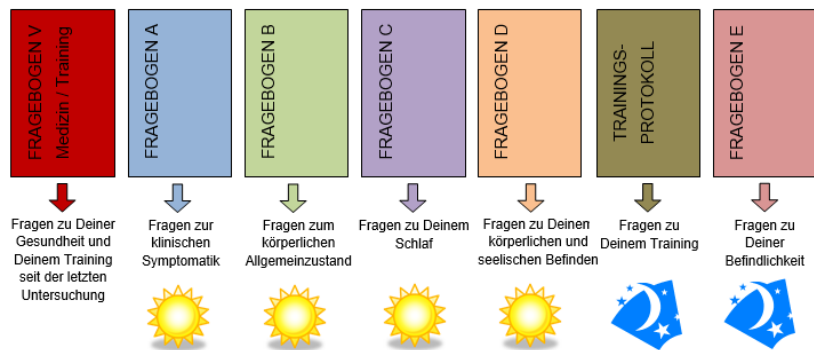 FRAGEBOGEN V
Medizin / Training
FRAGEBOGEN A
FRAGEBOGEN B
FRAGEBOGEN C
FRAGEBOGEN D
TRAININGS-
PROTOKOLL
FRAGEBOGEN E
Fragen zu Deiner
Gesundheit und
Deinem Training
seit der letzten
Untersuchung
Fragen zur
klinischen
Symptomatik
Fragen zum
körperlichen
Allgemeinzustand
Fragen zu Deinem
Schlaf
Fragen zu Deinem
körperlichen und
seelischen Befinden
Fragen zu
Deinem Training
Fragen zu
Deiner
Befindlichkeit